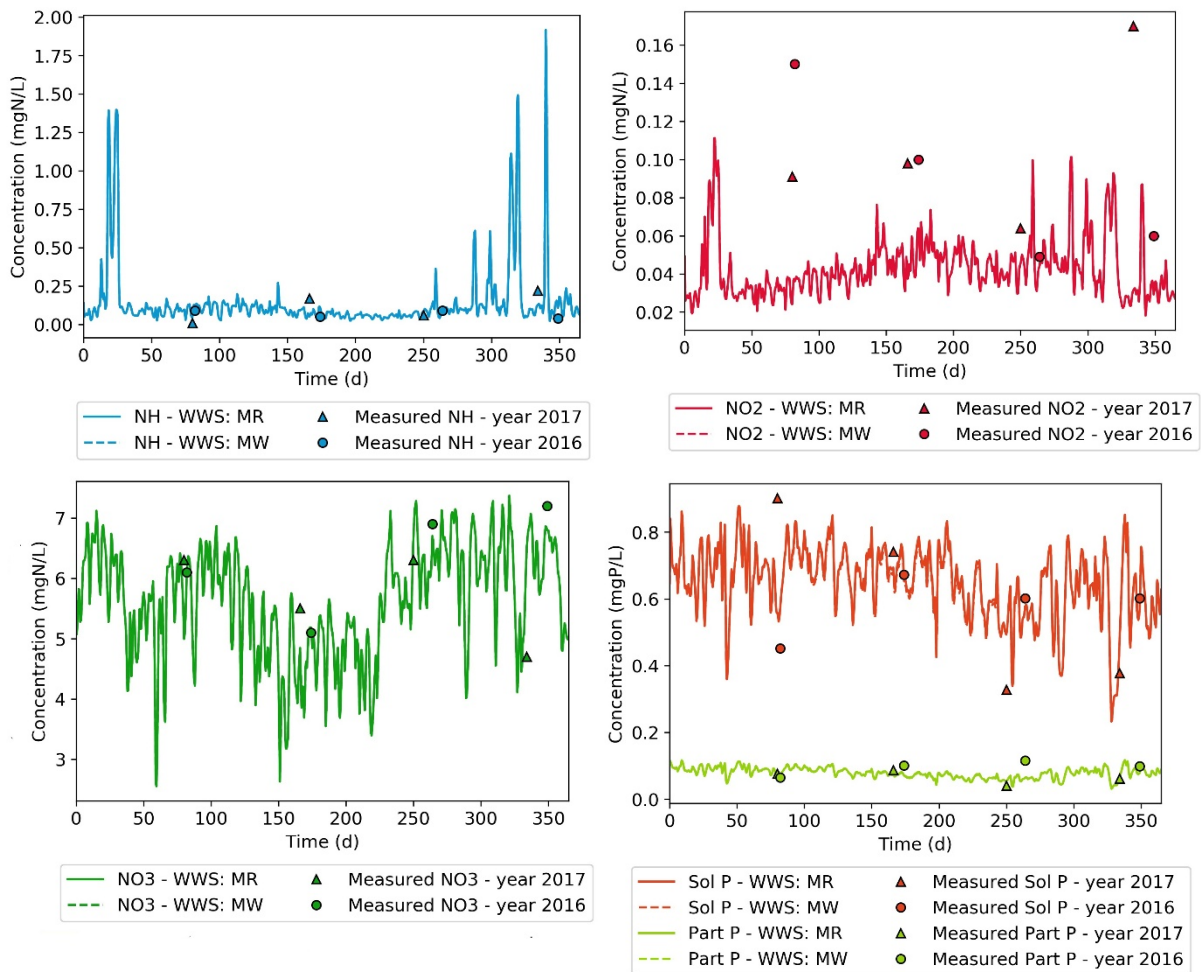 2.00
1.75
1.50
1.25
1.00
0.75
0.50
0.25
0.00
Concentration (mgN/L)
0 50 100 150 200 250 300 350
Time (d)
NH - WWS: MR
NH - WWS: MW
Measured NH - year 2017
Measured NH - year 2016
0.16
0.14
0.12
0.10
0.08
0.06
0.04
0.02
Concentration (mgN/L)
0 50 100 150 200 250 300 350
Time (d)
NO2 - WWS: MR
NO2 - WWS: MW
Measured NO2 - year 2017
Measured NO2 - year 2016
7
6
5
4
3
Concentration (mgN/L)
0 50 100 150 200 250 300 350
Time (d)
NO3 - WWS: MR
NO3 - WWS: MW
Measured NO3 - year 2017
Measured NO3 - year 2016
0.8
0.6
0.4
0.2
0.0
Concentration (mgP/L)
0 50 100 150 200 250 300 350
Time (d)
Sol P - WWS: MR
Sol P - WWS: MW
Part P - WWS: MR
Part P - WWS: MW
Measured Sol P - year 2017
Measured Sol P - year 2016
Measured Part P - year 2017
Measured Part P - year 2016